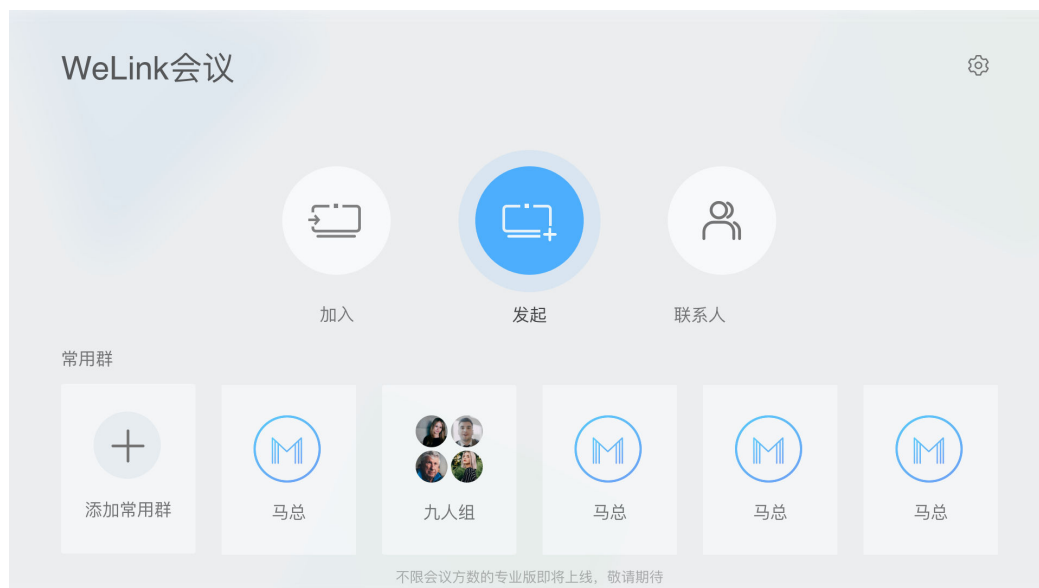 WeLink会议
加入
发起
联系人
常用群
添加常用群
马总
九人组
马总
马总
马总
不限会议方数的专业版即将上线，敬请期待